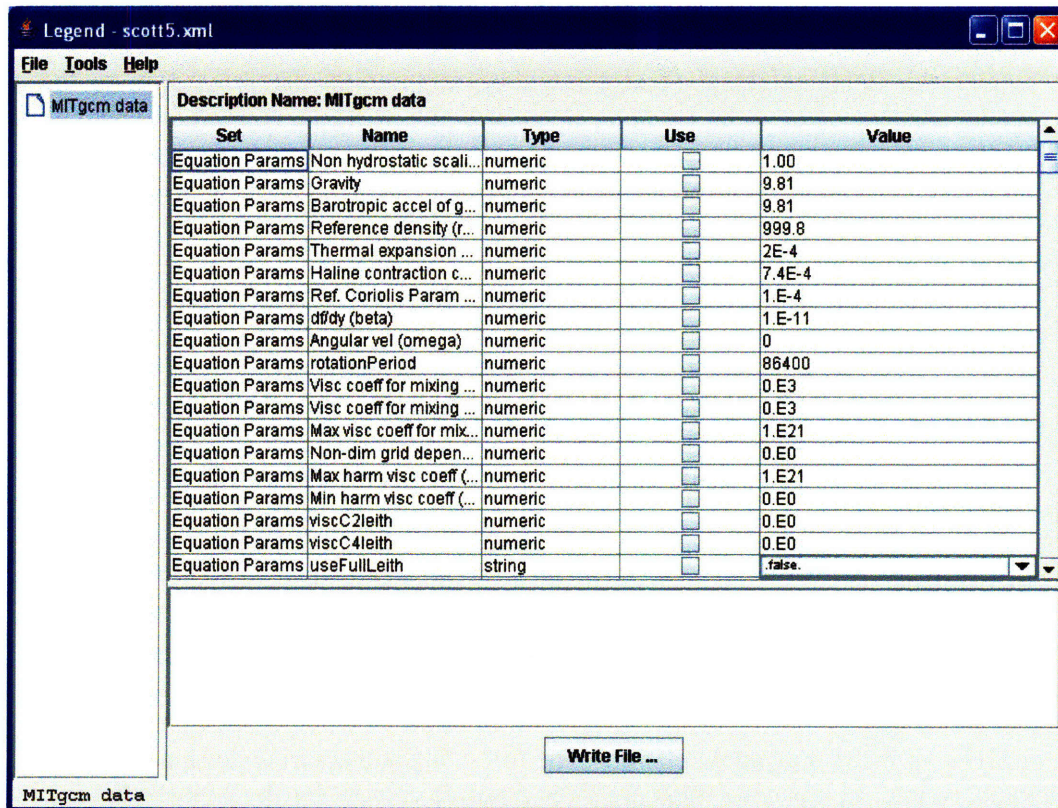 Legend - scott5.xml
File Tools Help
MITgcm data
Description Name: MITgcm data
Set Name Type Use Value
Equation Params Non hydrostatic scali... numeric 1.00
Equation Params Gravity numeric 9.81
Equation Params Barotropic accel of g... numeric 9.81
Equation Params Reference density (r... numeric 999.8
Equation Params Thermal expansion ... numeric 2E-4
Equation Params Haline contraction c... numeric 7.4E-4
Equation Params Ref. Coriolis Param ... numeric 1.E-4
Equation Params df/dy (beta) numeric 1.E-11
Equation Params Angular vel (omega) numeric 0
Equation Params rotationPeriod numeric 86400
Equation Params Visc coeff for mixing ... numeric 0.E3
Equation Params Visc coeff for mixing ... numeric 0.E3
Equation Params Max visc coeff for mix... numeric 1.E21
Equation Params Non-dim grid depen... numeric 0.E0
Equation Params Max harm visc coeff (... numeric 1.E21
Equation Params Min harm visc coeff (... numeric 0.E0
Equation Params viscC2leith numeric 0.E0
Equation Params viscC4leith numeric 0.E0
Equation Params useFullLeith string .false.
Write File ...
MITgcm data